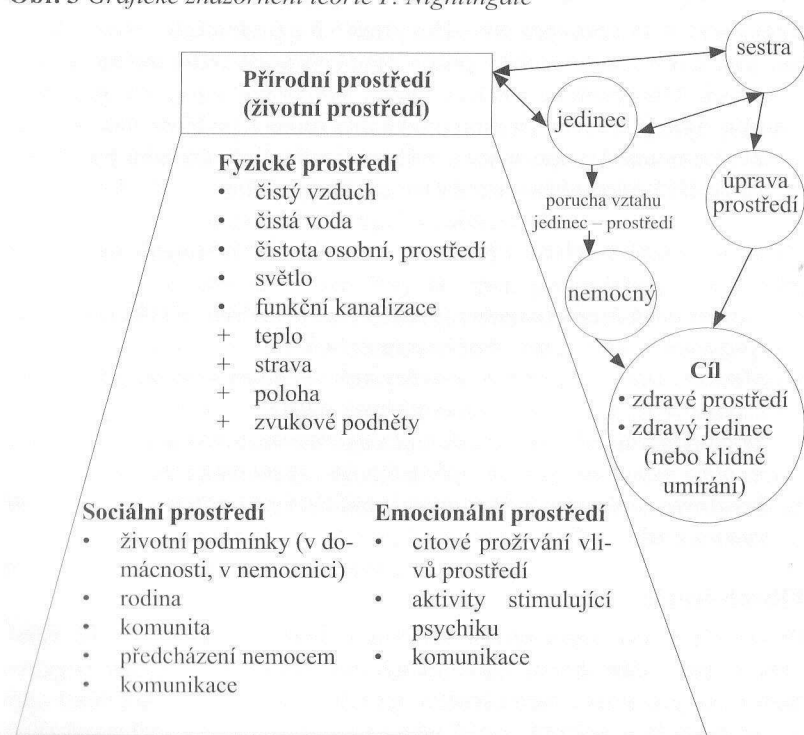 Obr. 3 Grafické znázornění teorie F. Nightingale
Přírodní prostředí
(životní prostředí)
Fyzické prostředí
• čistý vzduch
• čistá voda
• čistota osobní, prostředí
• světlo
• funkční kanalizace
+ teplo
+ strava
+ poloha
+ zvukové podněty
Sociální prostředí
• životní podmínky (v do-
mácnosti, v nemocnici)
• rodina
• komunita
• předcházení nemocem
• komunikace
Emocionální prostředí
• citové prožívání vli-
vů prostředí
• aktivity stimulující
psychiku
• komunikace
sestra
jedinec
porucha vztahu
jedinec – prostředí
úprava
prostředí
nemocný
Cíl
• zdravé prostředí
• zdravý jedinec
(nebo klidné
umírání)